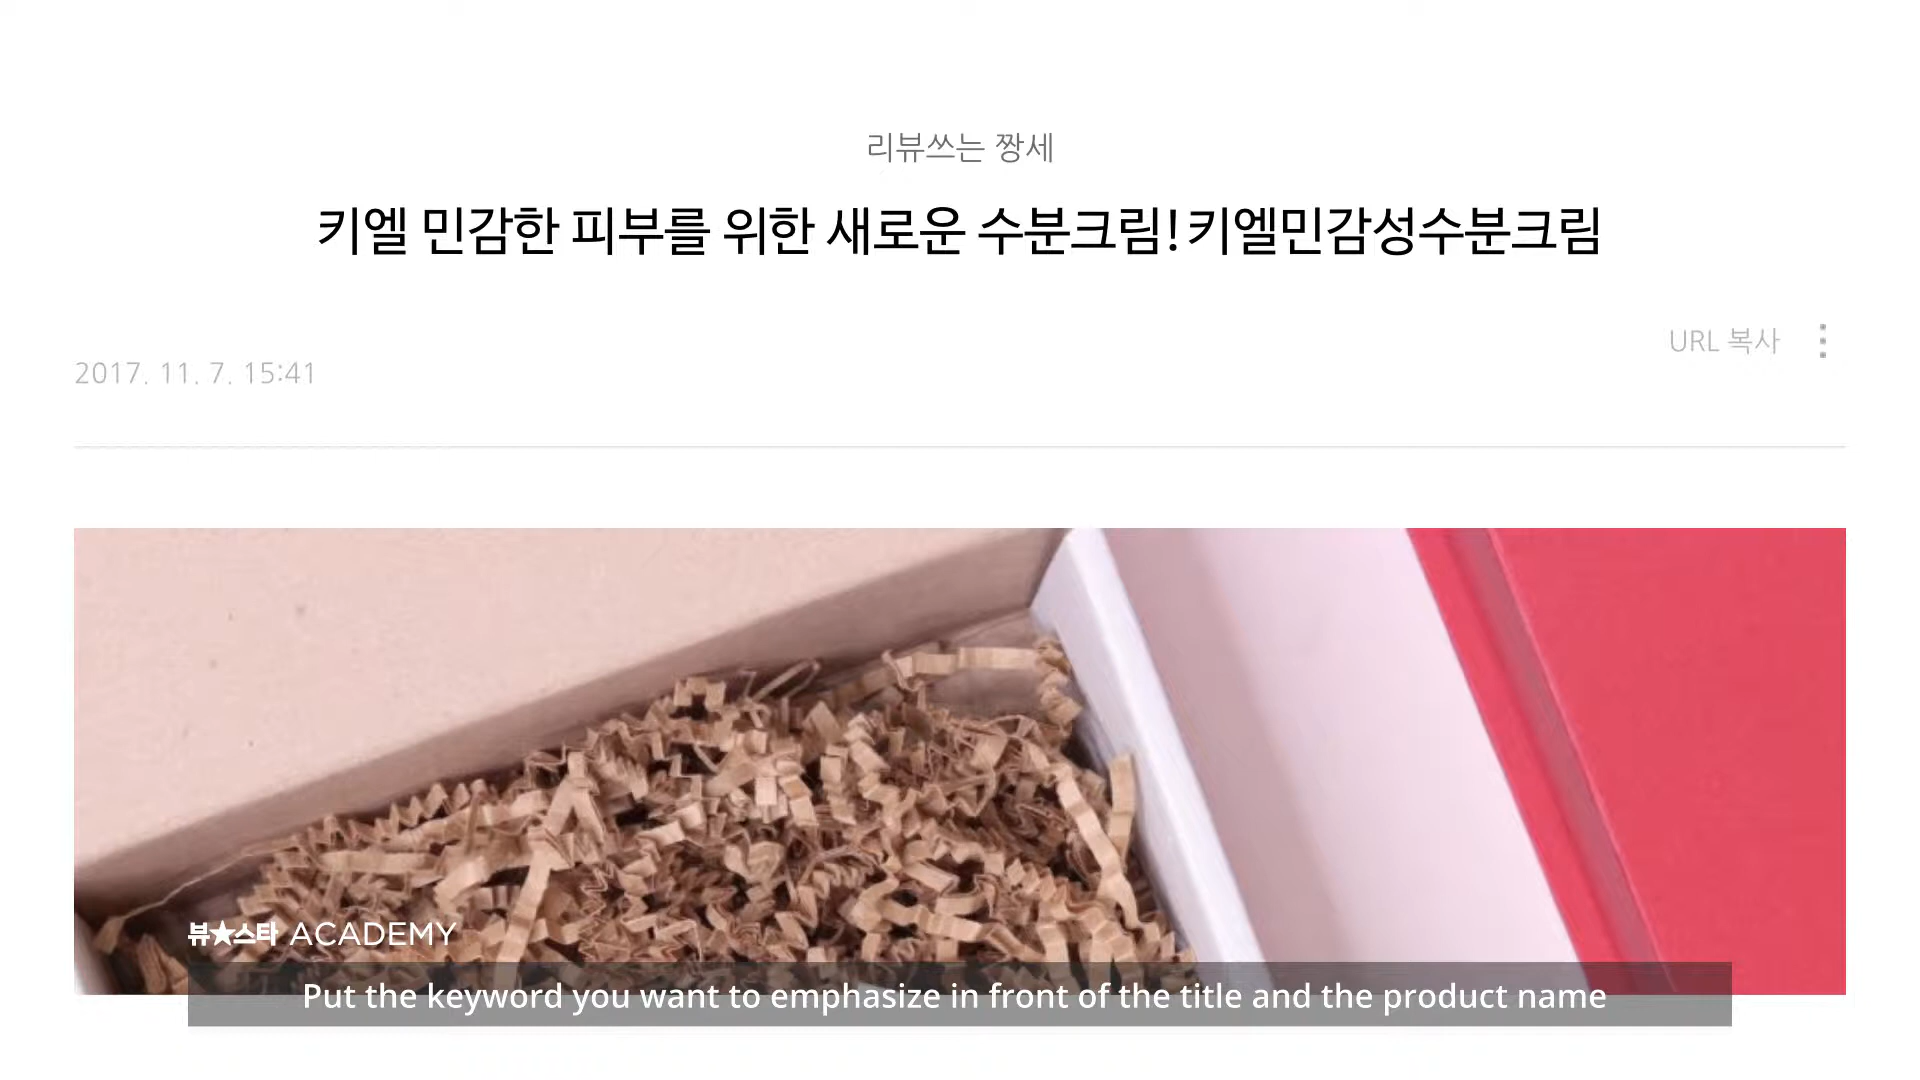 리뷰쓰는 짱세
키엘 민감한 피부를 위한 새로운 수분크림! 키엘민감성수분크림
URL 복사
2017. 11. 7. 15:41
뷰★스타 ACADEMY
Put the keyword you want to emphasize in front of the title and the product name